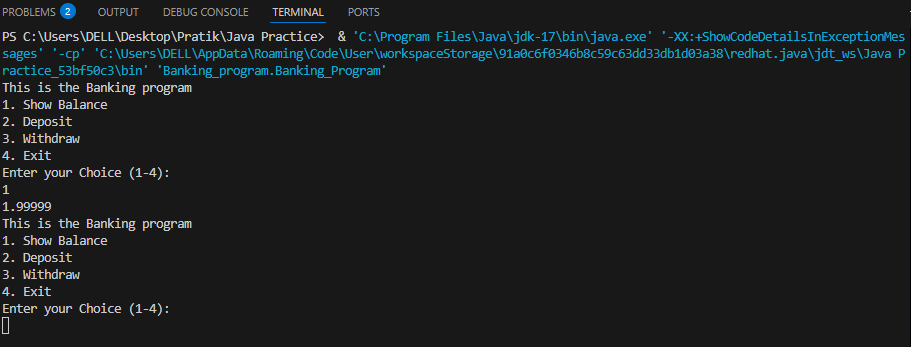 PROBLEMS 2 OUTPUT DEBUG CONSOLE TERMINAL PORTS
PS C:\Users\DELL\Desktop\Pratik\Java Practice>  & 'C:\Program Files\Java\jdk-17\bin\java.exe' '-XX:+ShowCodeDetailsInExceptionMes
sages' '-cp' 'C:\Users\DELL\AppData\Roaming\Code\User\workspaceStorage\91a0c6f0346b8c59c63dd33db1d03a38\redhat.java\jdt_ws\Java P
ractice_53bf50c3\bin' 'Banking_program.Banking_Program'
This is the Banking program
1. Show Balance
2. Deposit
3. Withdraw
4. Exit
Enter your Choice (1-4):
1
1.99999
This is the Banking program
1. Show Balance
2. Deposit
3. Withdraw
4. Exit
Enter your Choice (1-4):